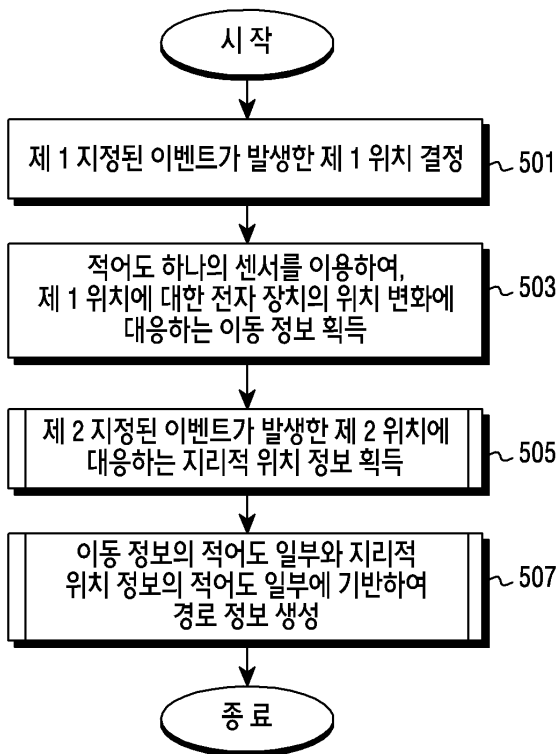 시 작
제 1 지정된 이벤트가 발생한 제 1 위치 결정
501
적어도 하나의 센서를 이용하여,
제 1 위치에 대한 전자 장치의 위치 변화에
대응하는 이동 정보 획득
503
제 2 지정된 이벤트가 발생한 제 2 위치에
대응하는 지리적 위치 정보 획득
505
이동 정보의 적어도 일부와 지리적
위치 정보의 적어도 일부에 기반하여
경로 정보 생성
507
종 료